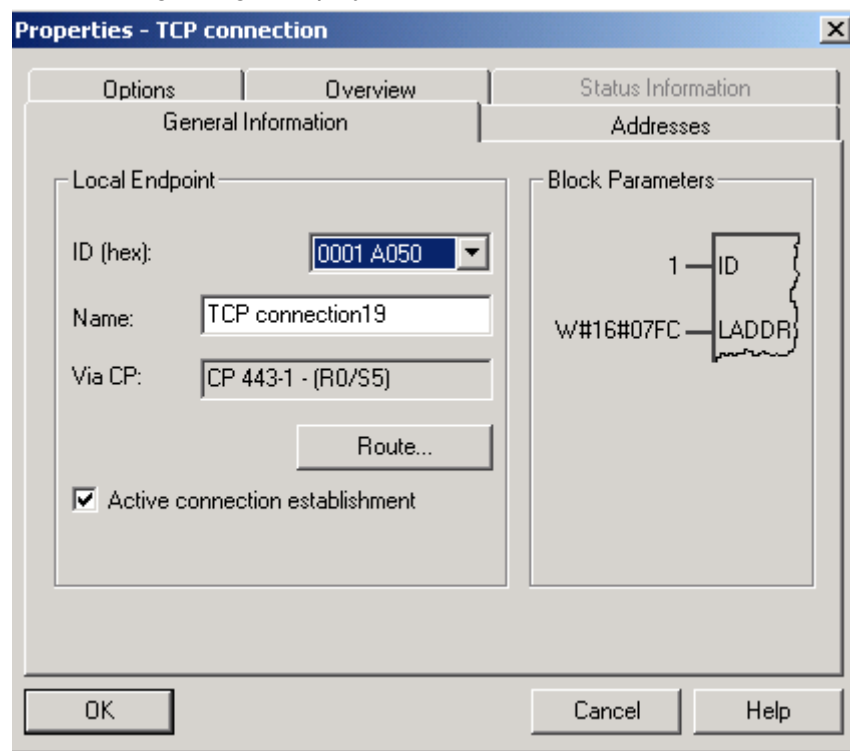 Properties - TCP connection
Options
Overview
Status Information
General Information
Addresses
Local Endpoint
Block Parameters
ID (hex):
0001 A050
1
ID
Name:
TCP connection19
W#16#07FC
LADDR
Via CP:
CP 443-1 - (R0/S5)
Route...
Active connection establishment
OK
Cancel
Help